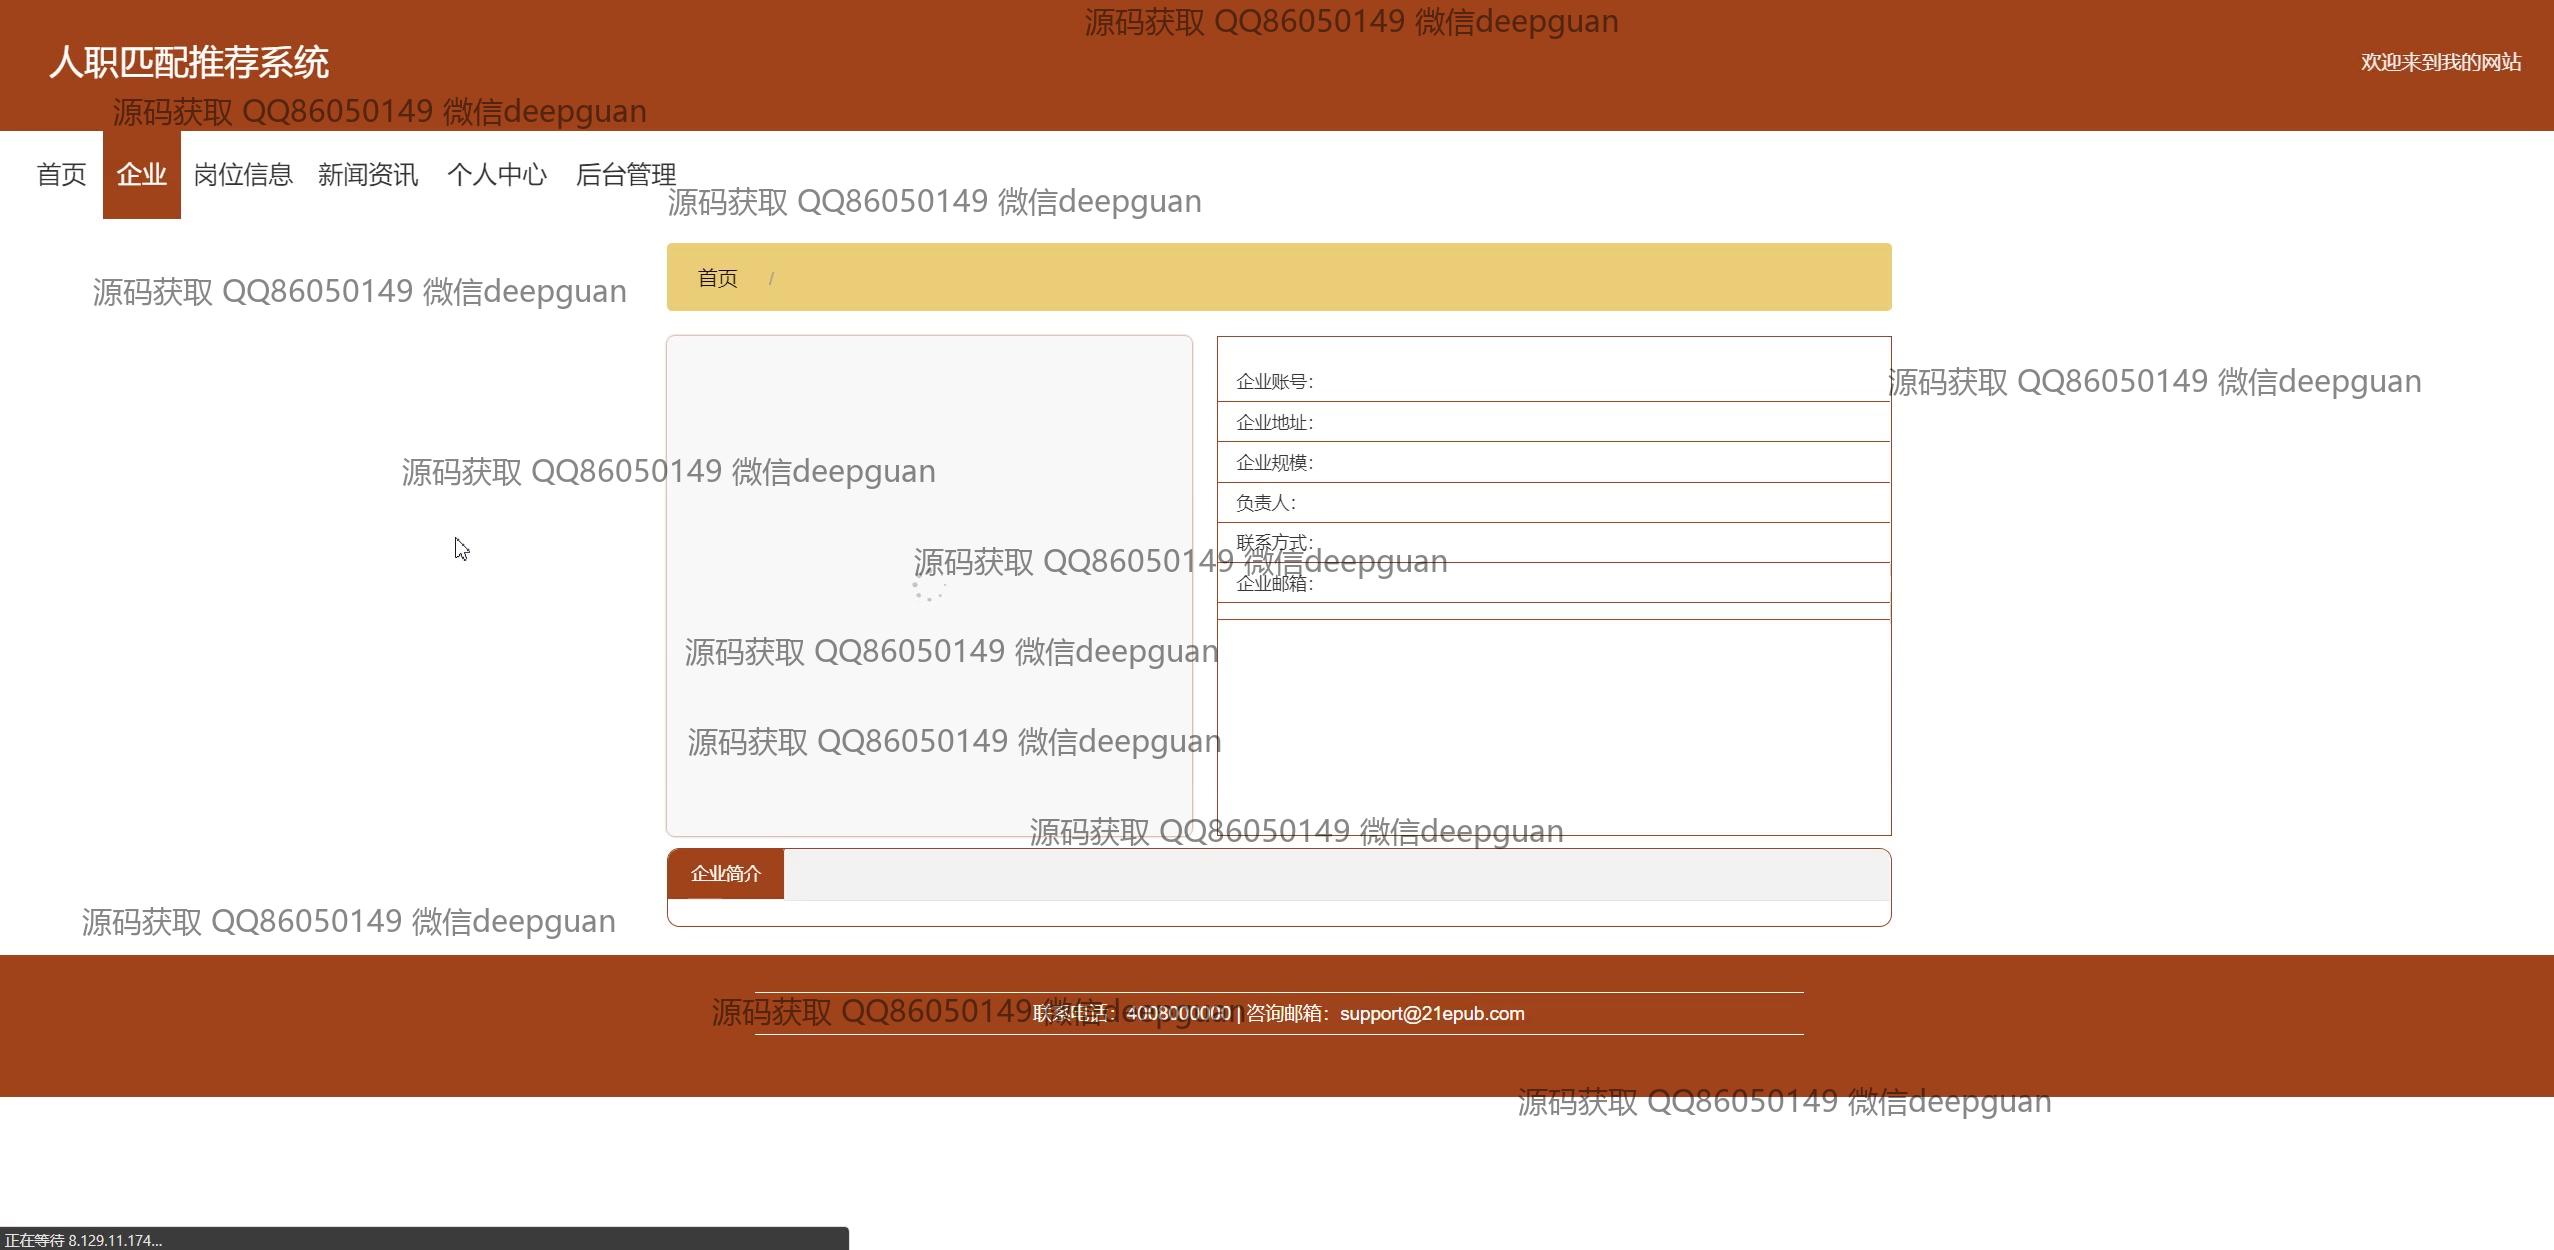 源码获取 QQ86050149 微信deepguan
人职匹配推荐系统
欢迎来到我的网站
源码获取 QQ86050149 微信deepguan
首页 企业 岗位信息 新闻资讯 个人中心 后台管理
源码获取 QQ86050149 微信deepguan
首页 /
源码获取 QQ86050149 微信deepguan
企业账号:
源码获取 QQ86050149 微信deepguan
企业地址:
企业规模:
源码获取 QQ86050149 微信deepguan
负责人:
联系方式:
源码获取 QQ86050149 微信deepguan
企业邮箱:
源码获取 QQ86050149 微信deepguan
源码获取 QQ86050149 微信deepguan
源码获取 QQ86050149 微信deepguan
企业简介
源码获取 QQ86050149 微信deepguan
源码获取 QQ86050149 微信deepguan
联系电话：4008000000 | 咨询邮箱：support@21epub.com
源码获取 QQ86050149 微信deepguan
正在等待 8.129.11.174...